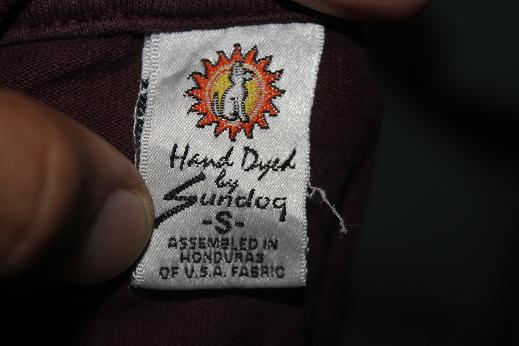 Hand Dyed
by
Sundog
-S-
ASSEMBLED IN
HONDURAS
OF U.S.A. FABRIC